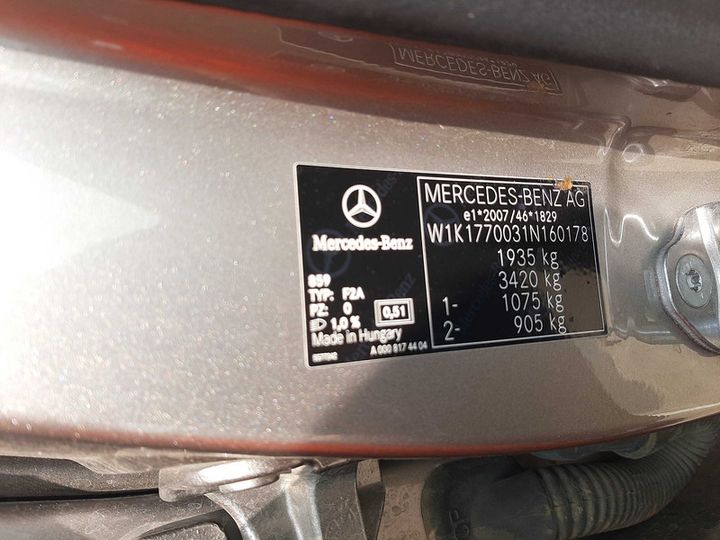 Mercedes-Benz
859
TYP: F2A
PZ: 0
1,0 %
0,51
Made in Hungary
A 000 817 44 04
MERCEDES-BENZ AG
e1*2007/46*1829
W1K1770031N160178
1935 kg
3420 kg
1- 1075 kg
2- 905 kg
MERCEDES-BENZ AG